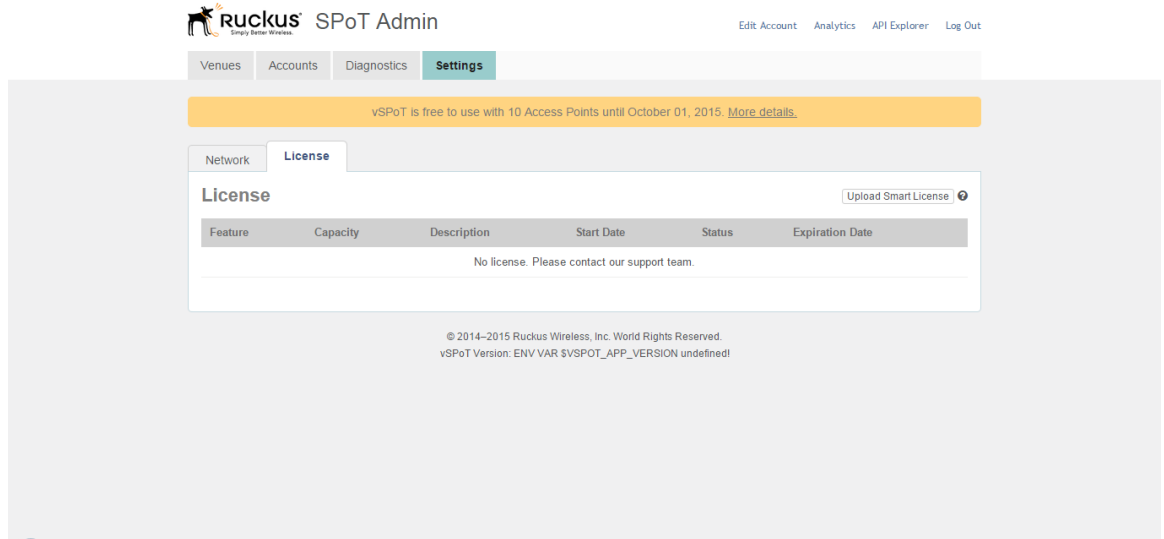 Ruckus SPoT Admin
Simply Better Wireless.
Edit Account Analytics API Explorer Log Out
Venues Accounts Diagnostics Settings
vSPoT is free to use with 10 Access Points until October 01, 2015. More details.
Network License
License
Upload Smart License
Feature Capacity Description Start Date Status Expiration Date
No license. Please contact our support team.
© 2014–2015 Ruckus Wireless, Inc. World Rights Reserved.
vSPoT Version: ENV VAR $VSPOT_APP_VERSION undefined!